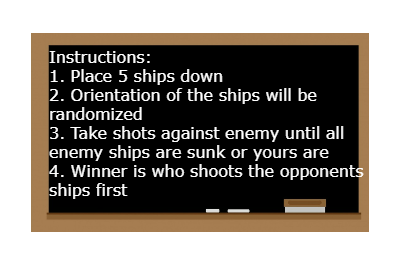 Instructions:
1. Place 5 ships down
2. Orientation of the ships will be
randomized
3. Take shots against enemy until all
enemy ships are sunk or yours are
4. Winner is who shoots the opponents
ships first